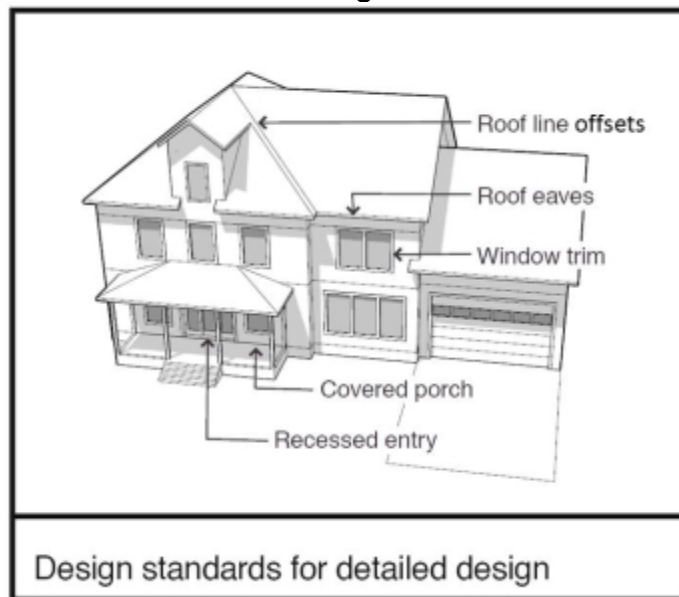 Roof line offsets
Roof eaves
Window trim
Covered porch
Recessed entry
Design standards for detailed design